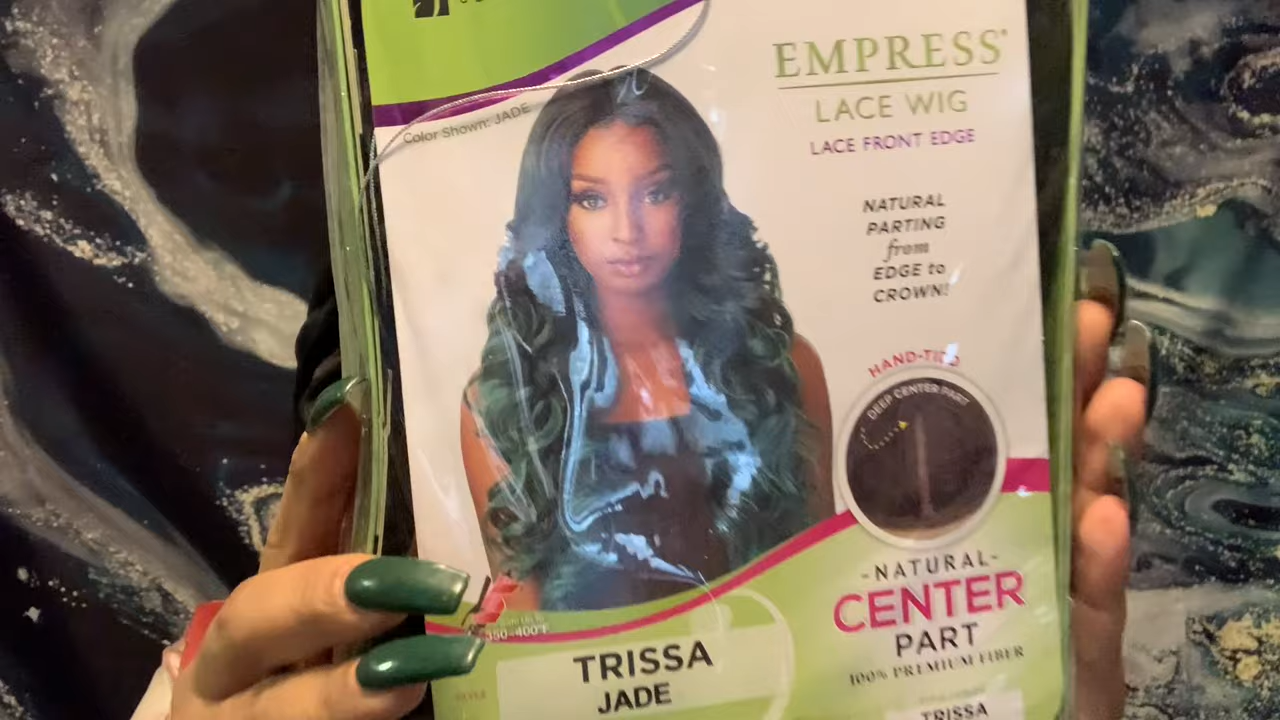 Color Shown: JADE
EMPRESS
LACE WIG
LACE FRONT EDGE
NATURAL
PARTING
from
EDGE to
CROWN!
HAND-TIED
DEEP CENTER PART
-NATURAL-
CENTER
PART
100% PREMIUM FIBER
350-400°F
TRISSA
JADE
TRISSA